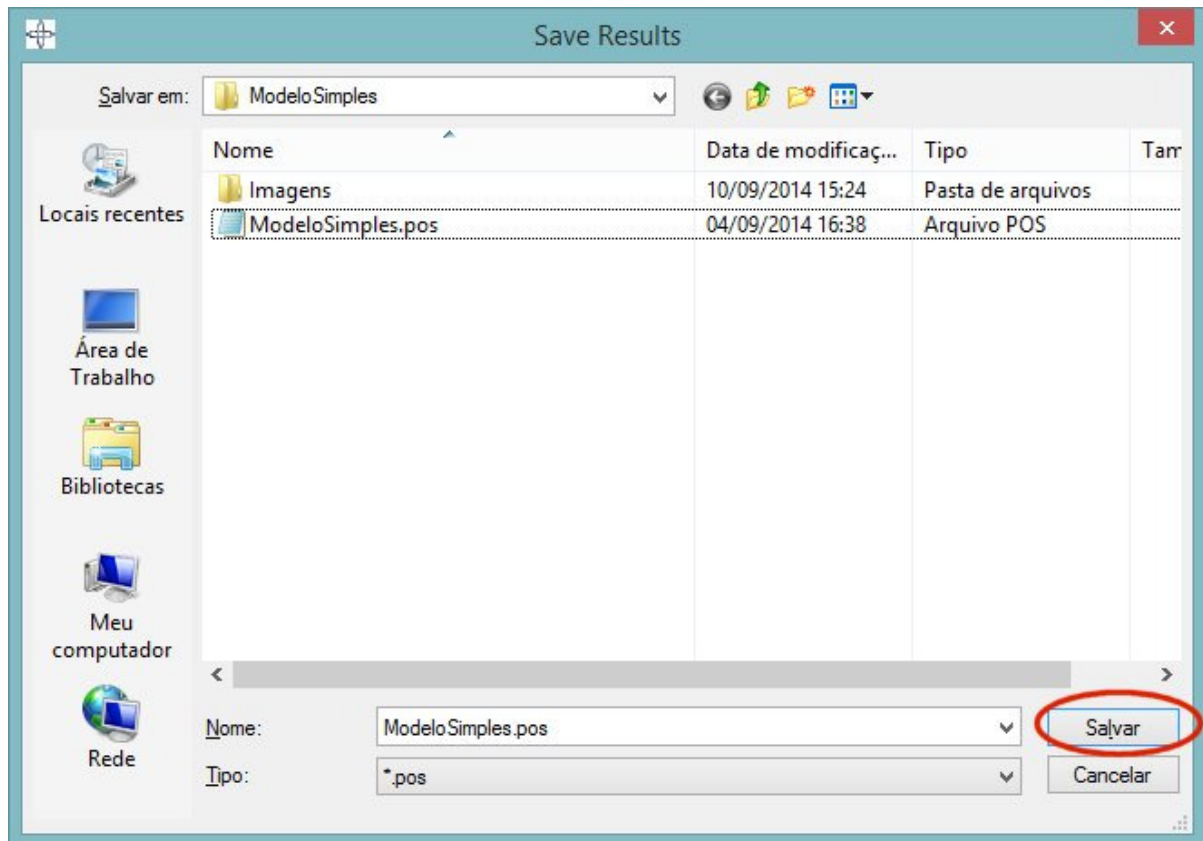 Save Results
Salvar em:
ModeloSimples
Nome
Data de modificaç...
Tipo
Tam
Imagens
10/09/2014 15:24
Pasta de arquivos
ModeloSimples.pos
04/09/2014 16:38
Arquivo POS
Locais recentes
Área de
Trabalho
Bibliotecas
Meu
computador
Rede
Nome:
ModeloSimples.pos
Salvar
Tipo:
*.pos
Cancelar